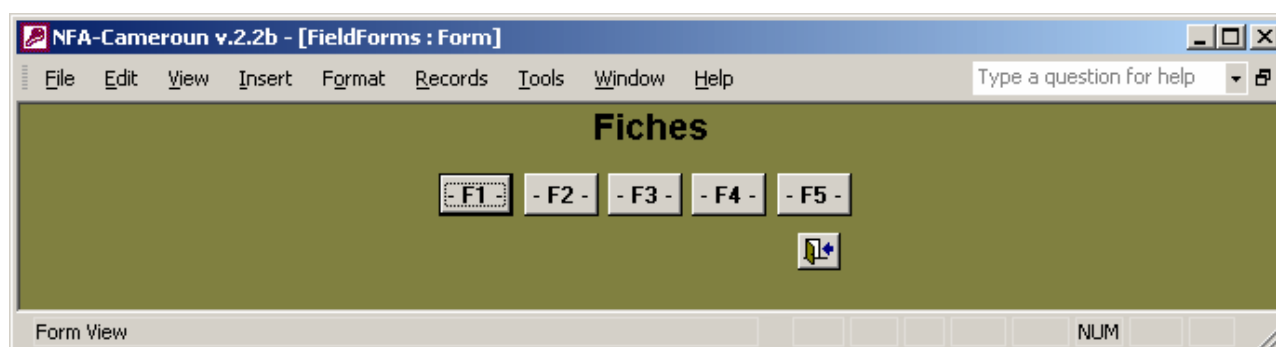 NFA-Cameroun v.2.2b - [FieldForms : Form]
File Edit View Insert Format Records Tools Window Help Type a question for help
Fiches
- F1 - - F2 - - F3 - - F4 - - F5 -
Form View NUM